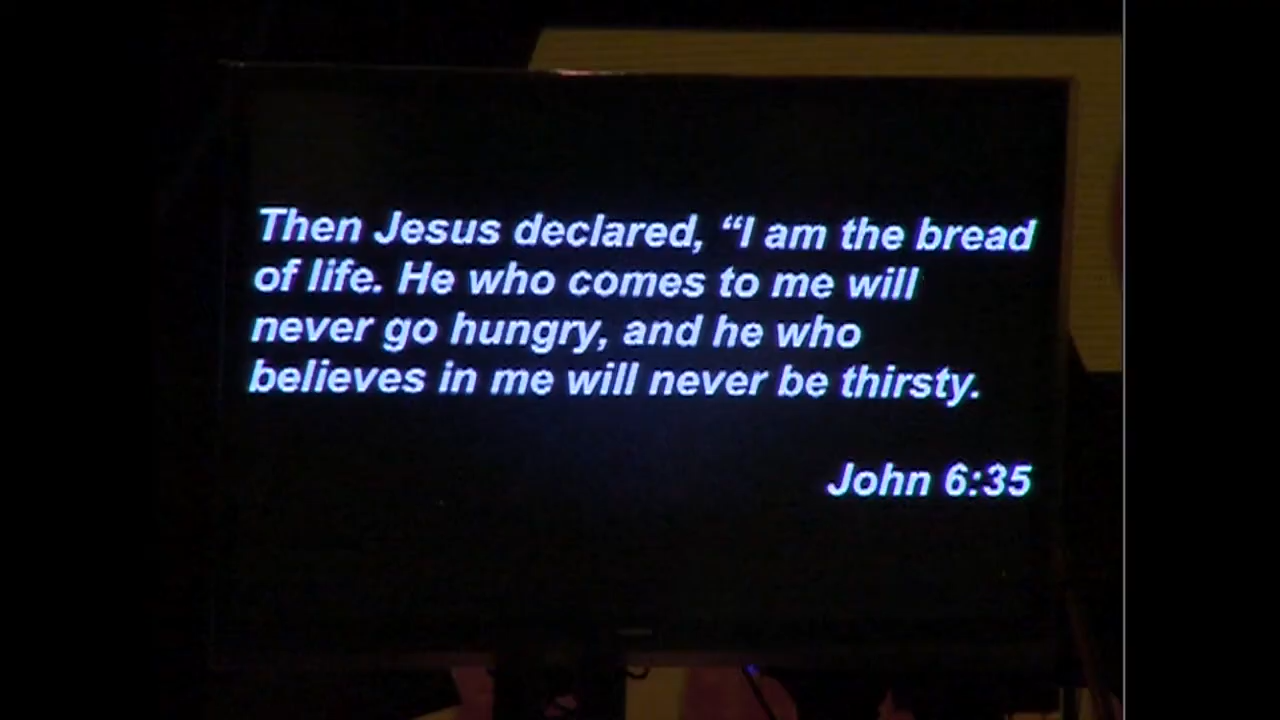 Then Jesus declared, “I am the bread
of life. He who comes to me will
never go hungry, and he who
believes in me will never be thirsty.
John 6:35